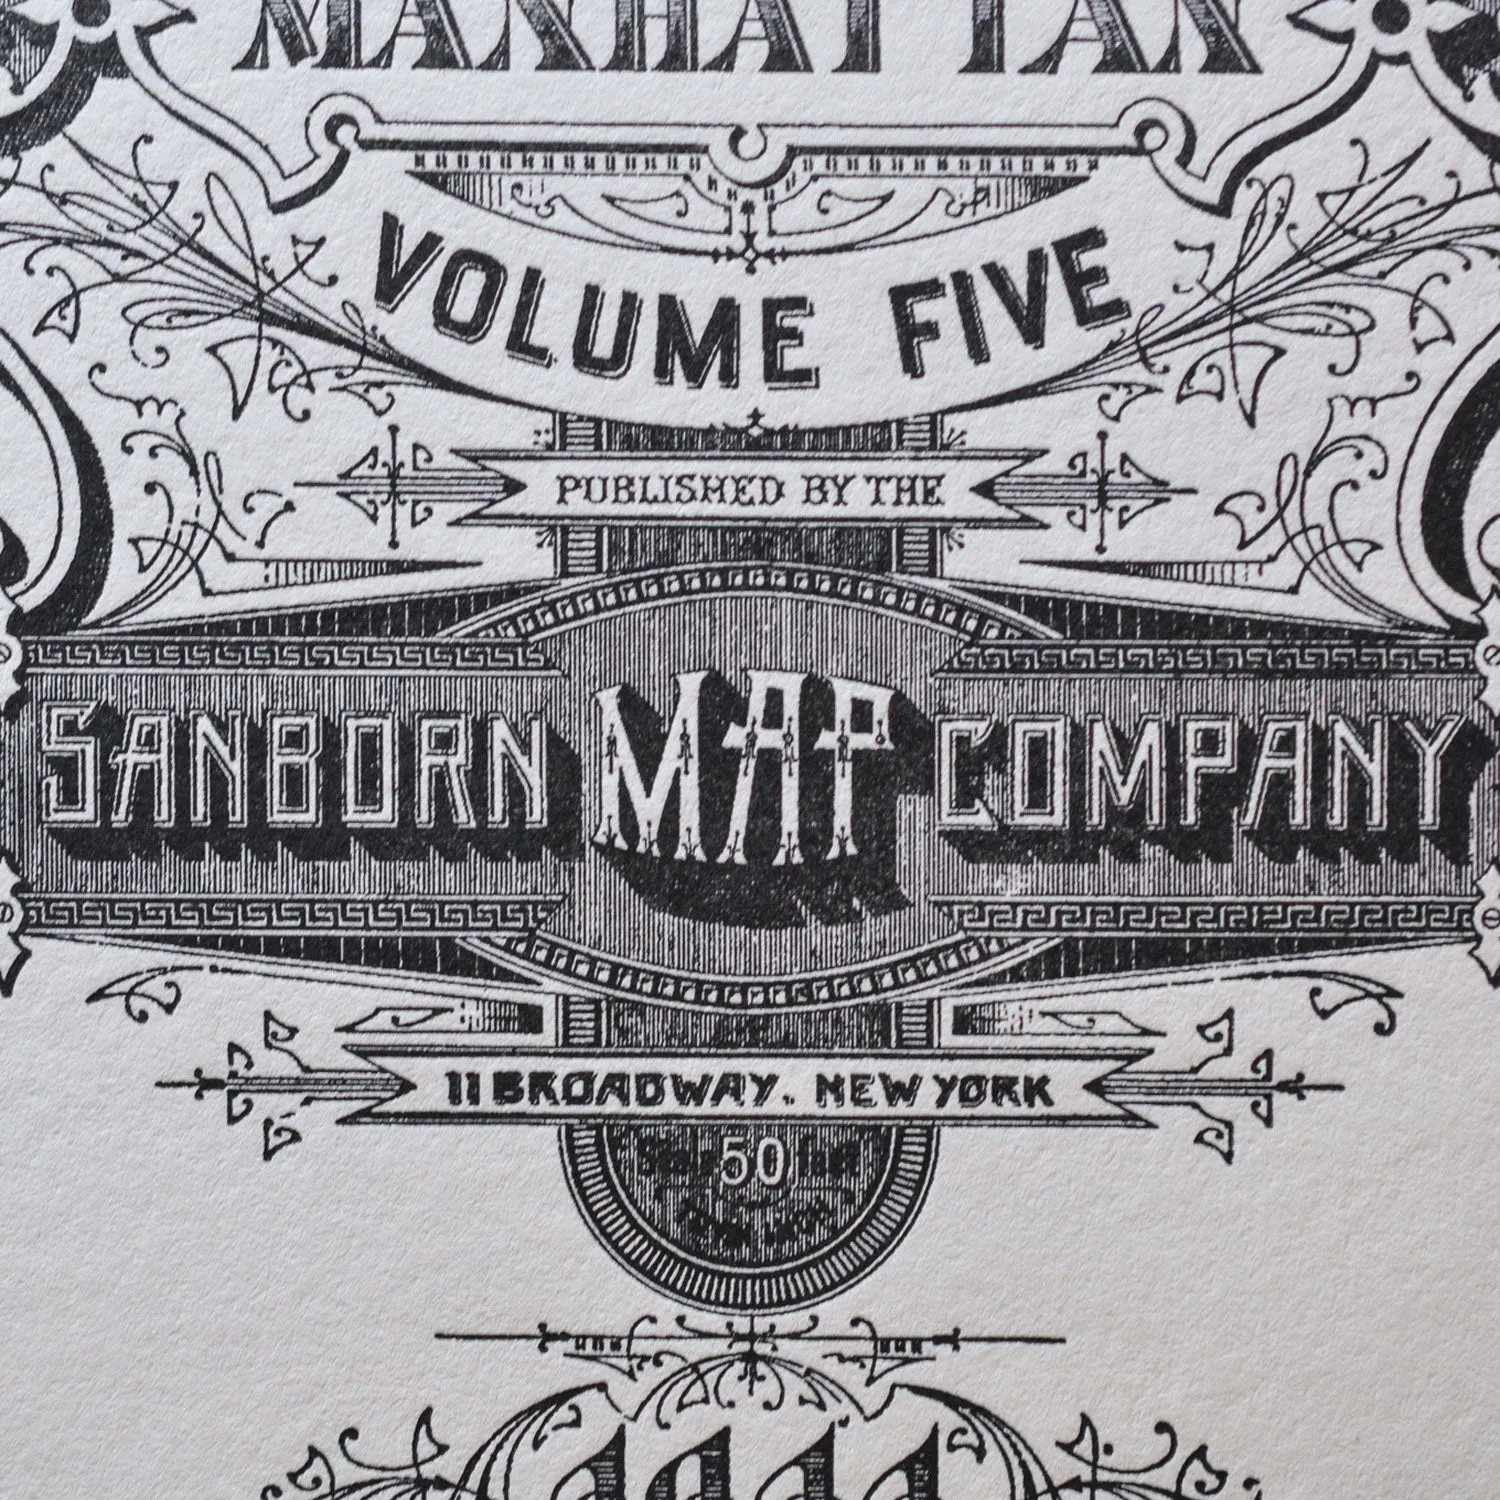 MANHATTAN
VOLUME FIVE
PUBLISHED BY THE
SANBORN MAP COMPANY
11 BROADWAY. NEW YORK
50